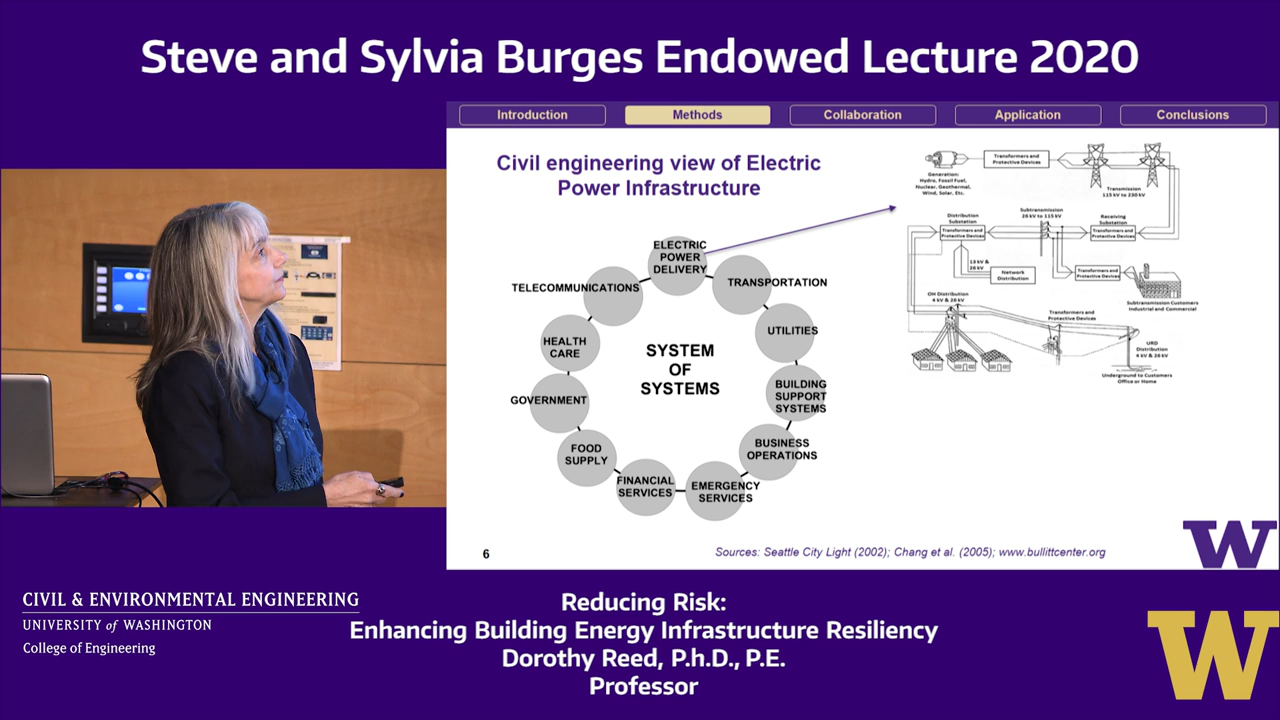 Steve and Sylvia Burges Endowed Lecture 2020
Introduction
Methods
Collaboration
Application
Conclusions
Civil engineering view of Electric
Power Infrastructure
ELECTRIC
POWER
DELIVERY
TELECOMMUNICATIONS
TRANSPORTATION
UTILITIES
HEALTH
CARE
SYSTEM
OF
SYSTEMS
BUILDING
SUPPORT
SYSTEMS
GOVERNMENT
FOOD
SUPPLY
BUSINESS
OPERATIONS
FINANCIAL
SERVICES
EMERGENCY
SERVICES
Generation:
Hydro, Fossil Fuel,
Nuclear, Geothermal,
Wind, Solar, Etc.
Transformers and
Protective Devices
Transmission
115 kV to 230 kV
Distribution
Substation
Transformers and
Protective Devices
Subtransmission
26 kV to 115 kV
Receiving
Substation
Transformers and
Protective Devices
13 kV &
26 kV
Network
Distribution
Transformers and
Protective Devices
Subtransmission Customers
Industrial and Commercial
OH Distribution
4 kV & 26 kV
Transformers and
Protective Devices
URD
Distribution
4 kV & 26 kV
Underground to Customers
Office or Home
6
Sources: Seattle City Light (2002); Chang et al. (2005); www.bullittcenter.org
W
CIVIL & ENVIRONMENTAL ENGINEERING
UNIVERSITY of WASHINGTON
College of Engineering
Reducing Risk:
Enhancing Building Energy Infrastructure Resiliency
Dorothy Reed, P.h.D., P.E.
Professor
W